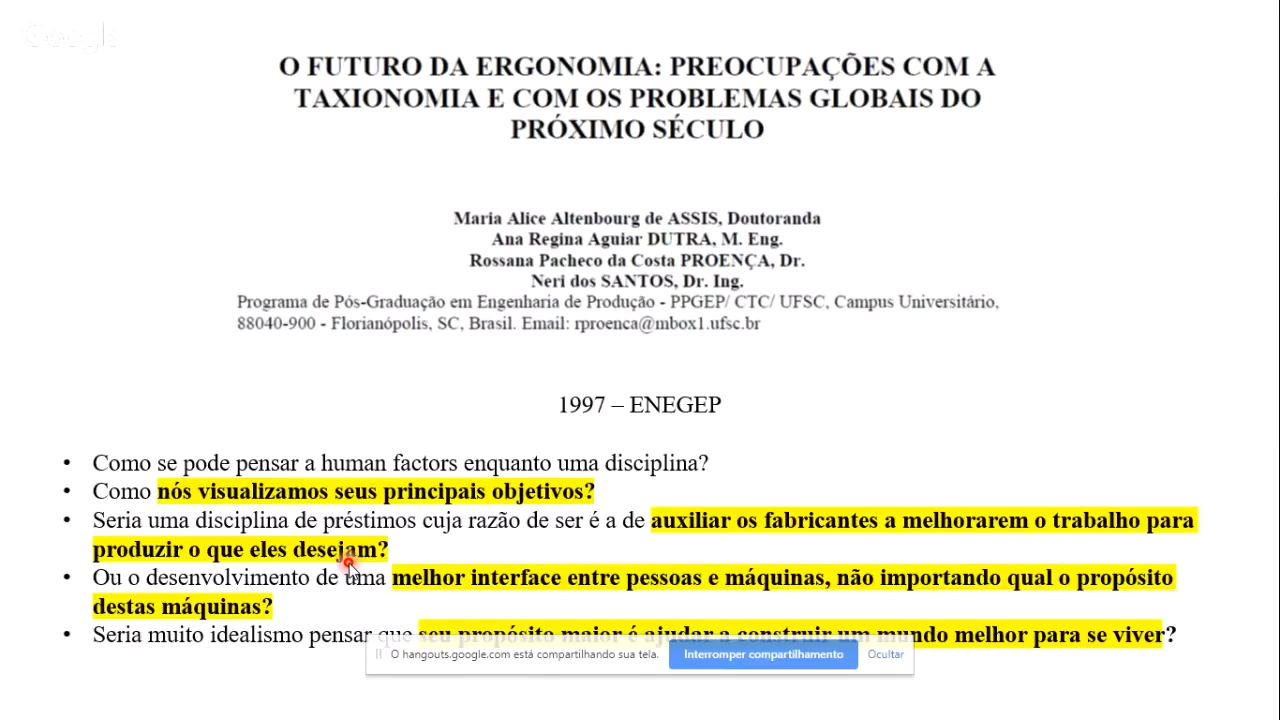 Google
O FUTURO DA ERGONOMIA: PREOCUPAÇÕES COM A
TAXIONOMIA E COM OS PROBLEMAS GLOBAIS DO
PRÓXIMO SÉCULO
Maria Alice Altenbourg de ASSIS, Doutoranda
Ana Regina Aguiar DUTRA, M. Eng.
Rossana Pacheco da Costa PROENÇA, Dr.
Neri dos SANTOS, Dr. Ing.
Programa de Pós-Graduação em Engenharia de Produção - PPGEP/ CTC/ UFSC, Campus Universitário,
88040-900 - Florianópolis, SC, Brasil. Email: rproenca@mbox1.ufsc.br
1997 – ENEGEP
• Como se pode pensar a human factors enquanto uma disciplina?
• Como nós visualizamos seus principais objetivos?
• Seria uma disciplina de préstimos cuja razão de ser é a de auxiliar os fabricantes a melhorarem o trabalho para
produzir o que eles desejam?
• Ou o desenvolvimento de uma melhor interface entre pessoas e máquinas, não importando qual o propósito
destas máquinas?
• Seria muito idealismo pensar que seu propósito maior é ajudar a construir um mundo melhor para se viver?
O hangouts.google.com está compartilhando sua tela. Interromper compartilhamento Ocultar